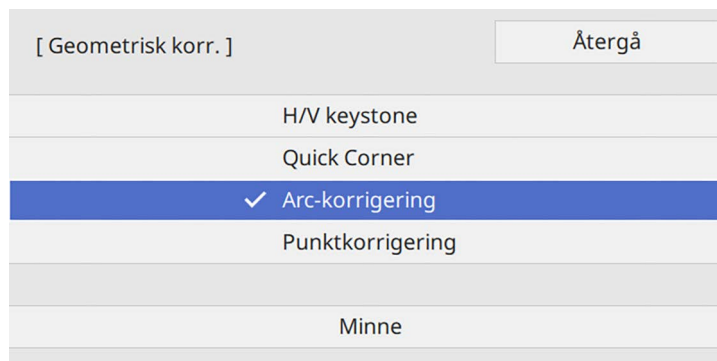 [ Geometrisk korr. ]
Återgå
H/V keystone
Quick Corner
Arc-korrigering
Punktkorrigering
Minne